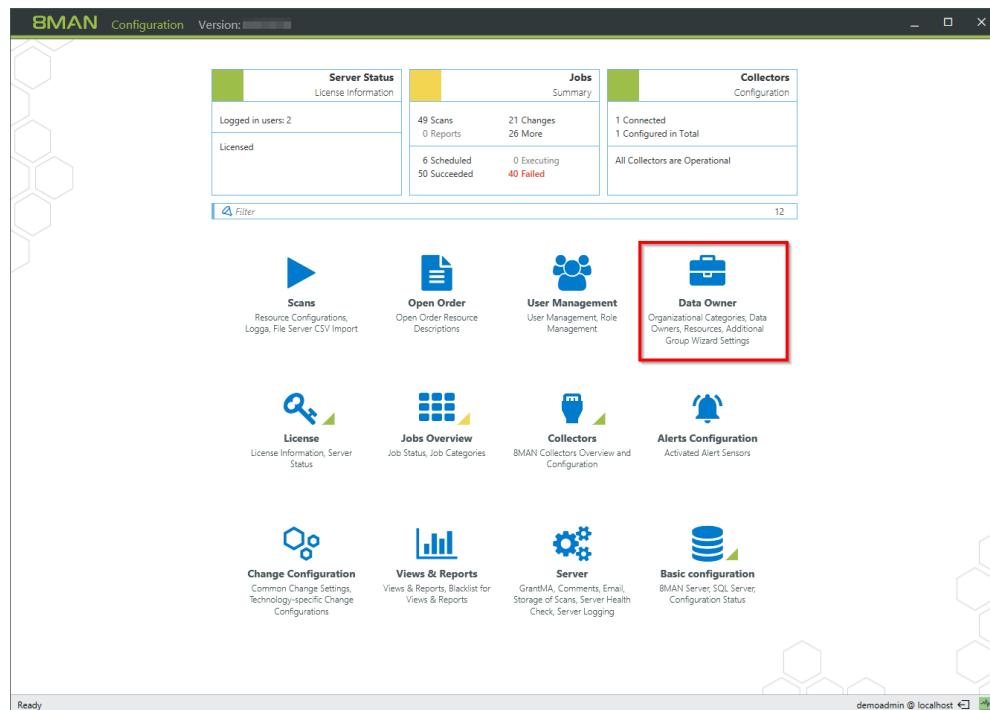 8MAN Configuration Version:
Server Status
License Information
Logged in users: 2
Licensed
Jobs
Summary
49 Scans 21 Changes
0 Reports 26 More
6 Scheduled 0 Executing
50 Succeeded 40 Failed
Collectors
Configuration
1 Connected
1 Configured in Total
All Collectors are Operational
Filter 12
Scans
Resource Configurations,
Logga, File Server CSV Import
Open Order
Open Order Resource
Descriptions
User Management
User Management, Role
Management
Data Owner
Organizational Categories, Data
Owners, Resources, Additional
Group Wizard Settings
License
License Information, Server
Status
Jobs Overview
Job Status, Job Categories
Collectors
8MAN Collectors Overview and
Configuration
Alerts Configuration
Activated Alert Sensors
Change Configuration
Common Change Settings,
Technology-specific Change
Configurations
Views & Reports
Views & Reports, Blacklist for
Views & Reports
Server
GrantMA, Comments, Email,
Storage of Scans, Server Health
Check, Server Logging
Basic configuration
8MAN Server, SQL Server,
Configuration Status
Ready demoadmin @ localhost